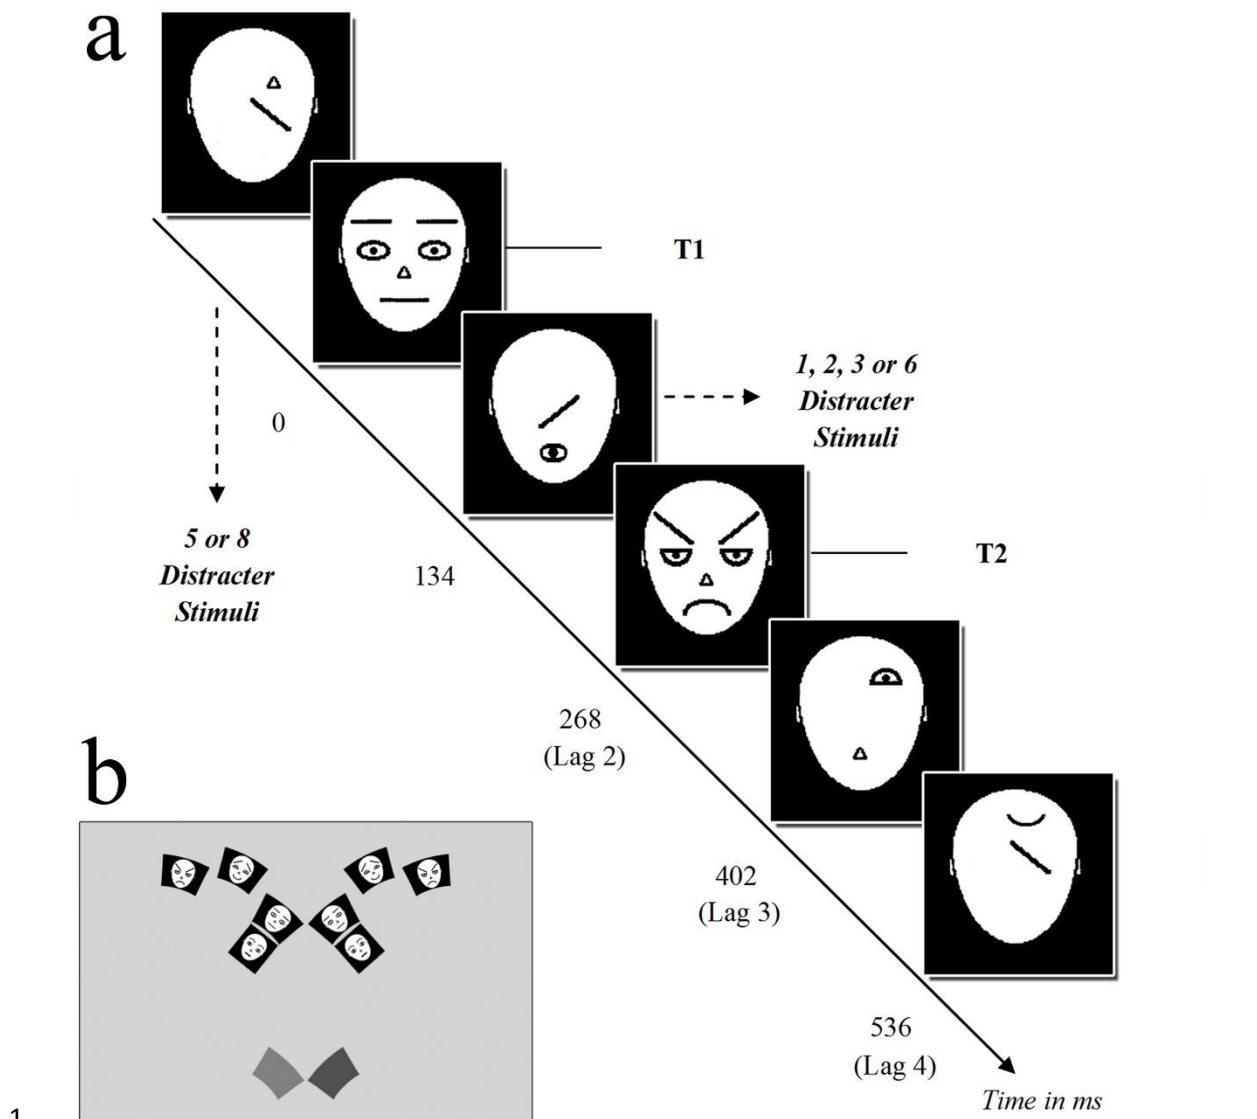 a
T1
1, 2, 3 or 6
Distracter
Stimuli
0
5 or 8
Distracter
Stimuli
T2
134
268
(Lag 2)
b
402
(Lag 3)
536
(Lag 4)
Time in ms
1